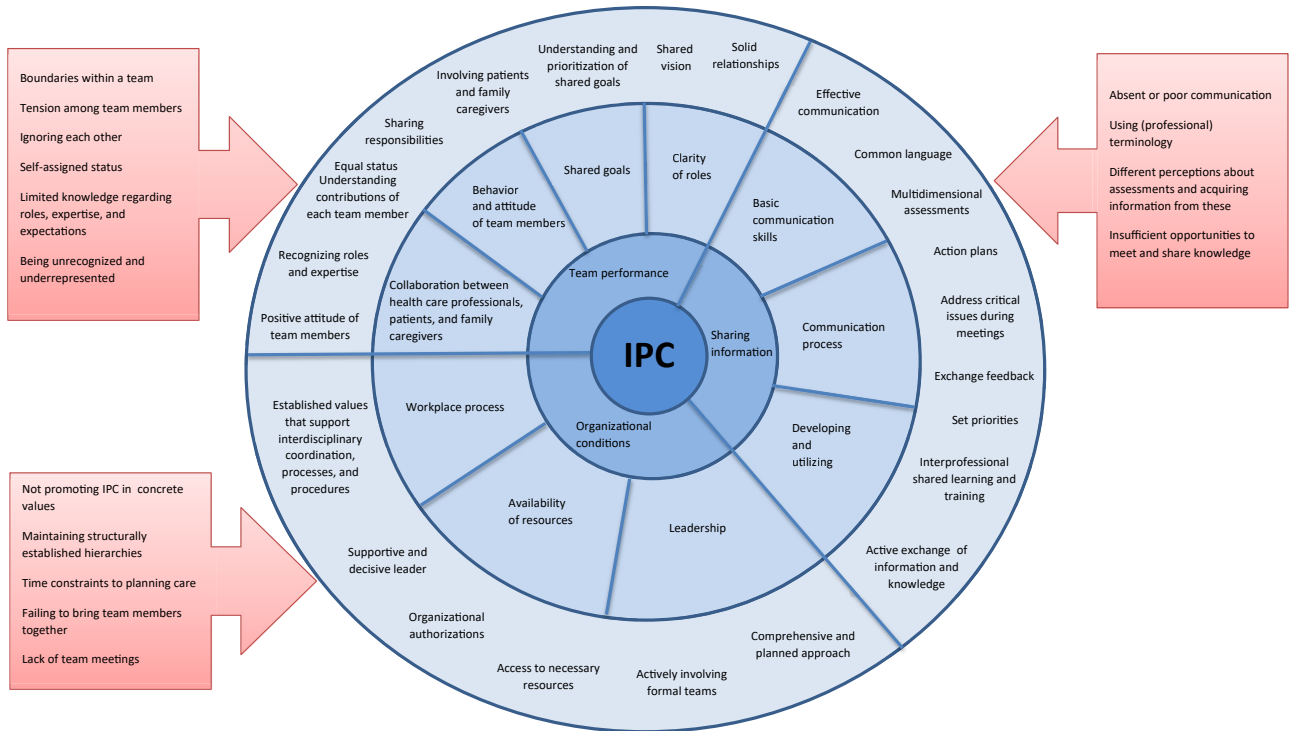 Boundaries within a team
Tension among team members
Ignoring each other
Self-assigned status
Limited knowledge regarding
roles, expertise, and
expectations
Being unrecognized and
underrepresented
Not promoting IPC in concrete
values
Maintaining structurally
established hierarchies
Time constraints to planning care
Failing to bring team members
together
Lack of team meetings
Solid
relationships
Shared
vision
Understanding and
prioritization of
shared goals
Involving patients
and family
caregivers
Sharing
responsibilities
Equal status
Understanding
contributions of
each team member
Recognizing roles
and expertise
Positive attitude of
team members
Established values
that support
interdisciplinary
coordination,
processes, and
procedures
Supportive and
decisive leader
Organizational
authorizations
Access to necessary
resources
Actively involving
formal teams
Comprehensive and
planned approach
Effective
communication
Common language
Multidimensional
assessments
Action plans
Address critical
issues during
meetings
Exchange feedback
Set priorities
Interprofessional
shared learning and
training
Active exchange of
information and
knowledge
Clarity
of roles
Shared goals
Behavior
and attitude
of team members
Collaboration between
health care professionals,
patients, and family
caregivers
Workplace process
Availability
of resources
Leadership
Basic
communication
skills
Communication
process
Developing
and
utilizing
Team performance
Sharing
information
Organizational
conditions
IPC
Absent or poor communication
Using (professional)
terminology
Different perceptions about
assessments and acquiring
information from these
Insufficient opportunities to
meet and share knowledge